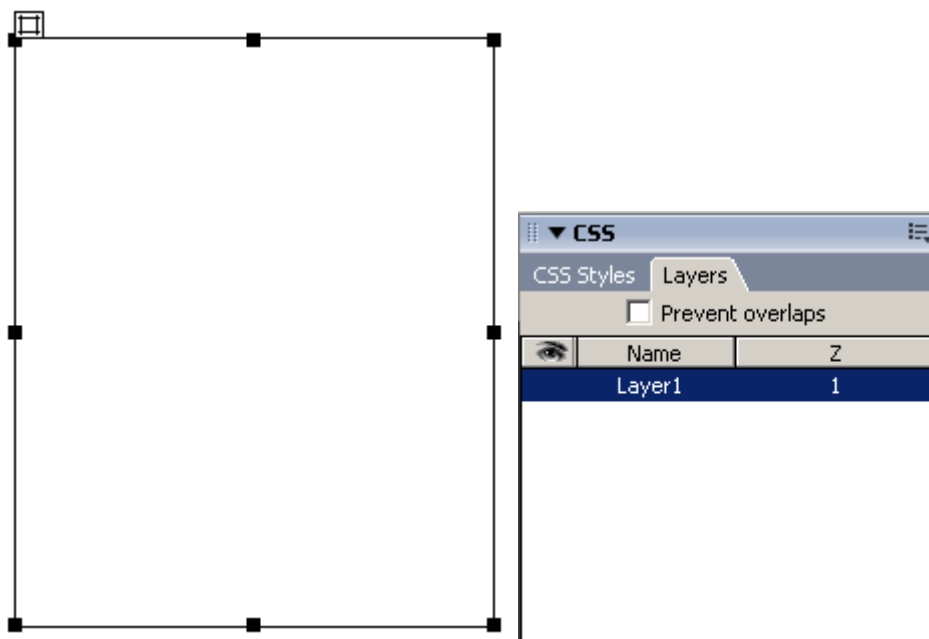 CSS
CSS Styles Layers
Prevent overlaps
Name Z
Layer1 1